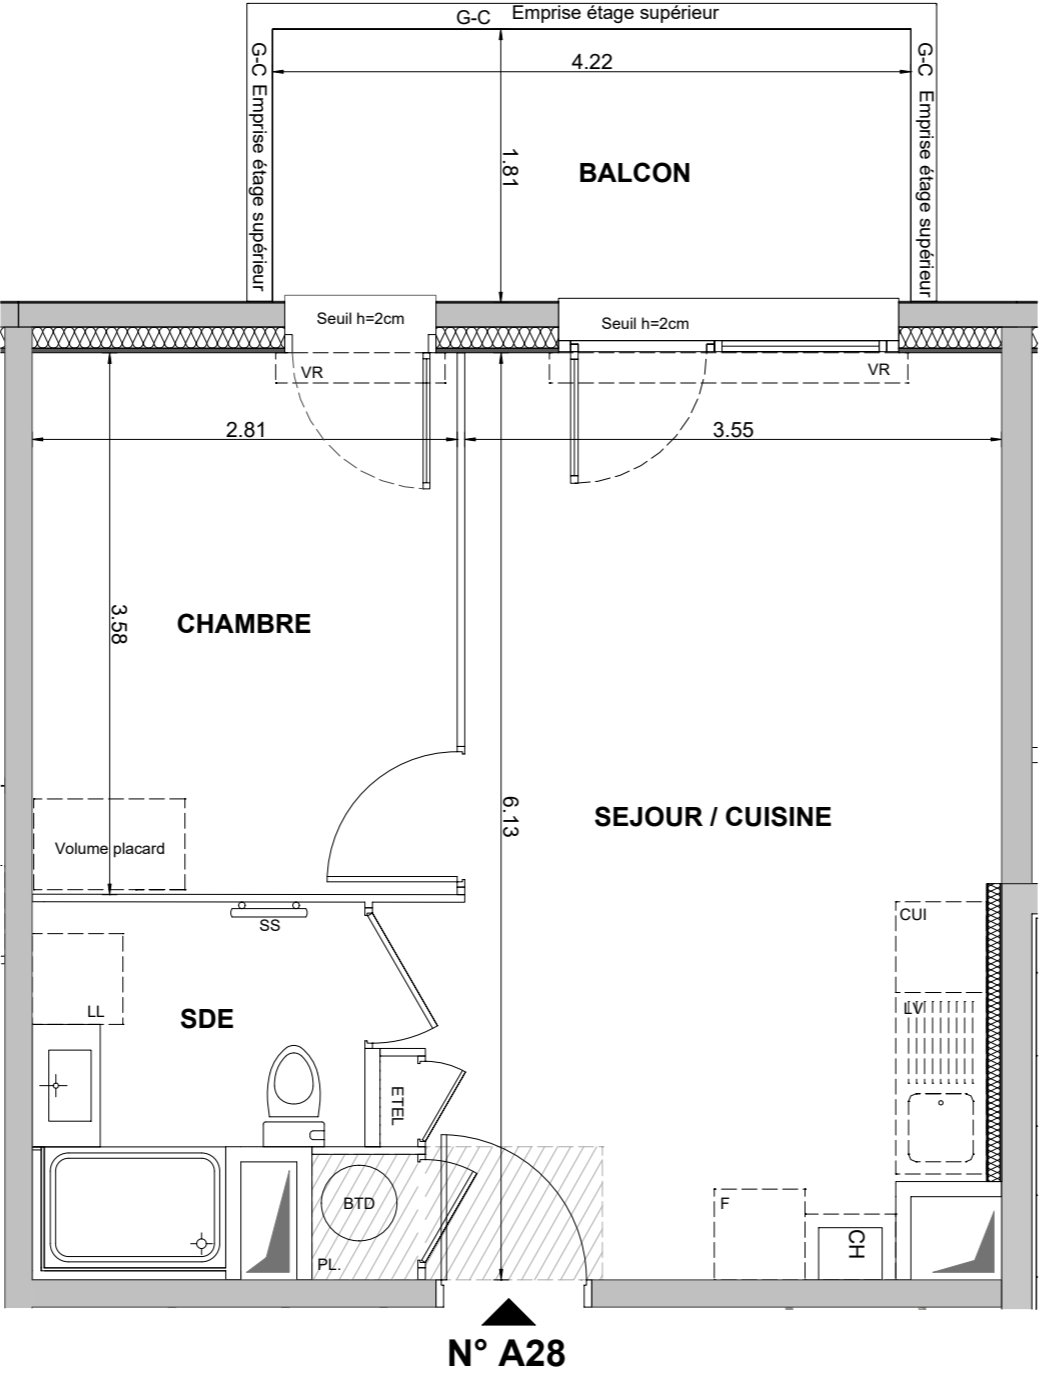 G-C Emprise étage supérieur
G-C Emprise étage supérieur
G-C Emprise étage supérieur
4.22
1.81
BALCON
Seuil h=2cm
Seuil h=2cm
VR
VR
2.81
3.55
3.58
CHAMBRE
6.13
SEJOUR / CUISINE
Volume placard
SS
CUI
LL
SDE
LV
ETEL
BTD
F
CH
PL.
N° A28